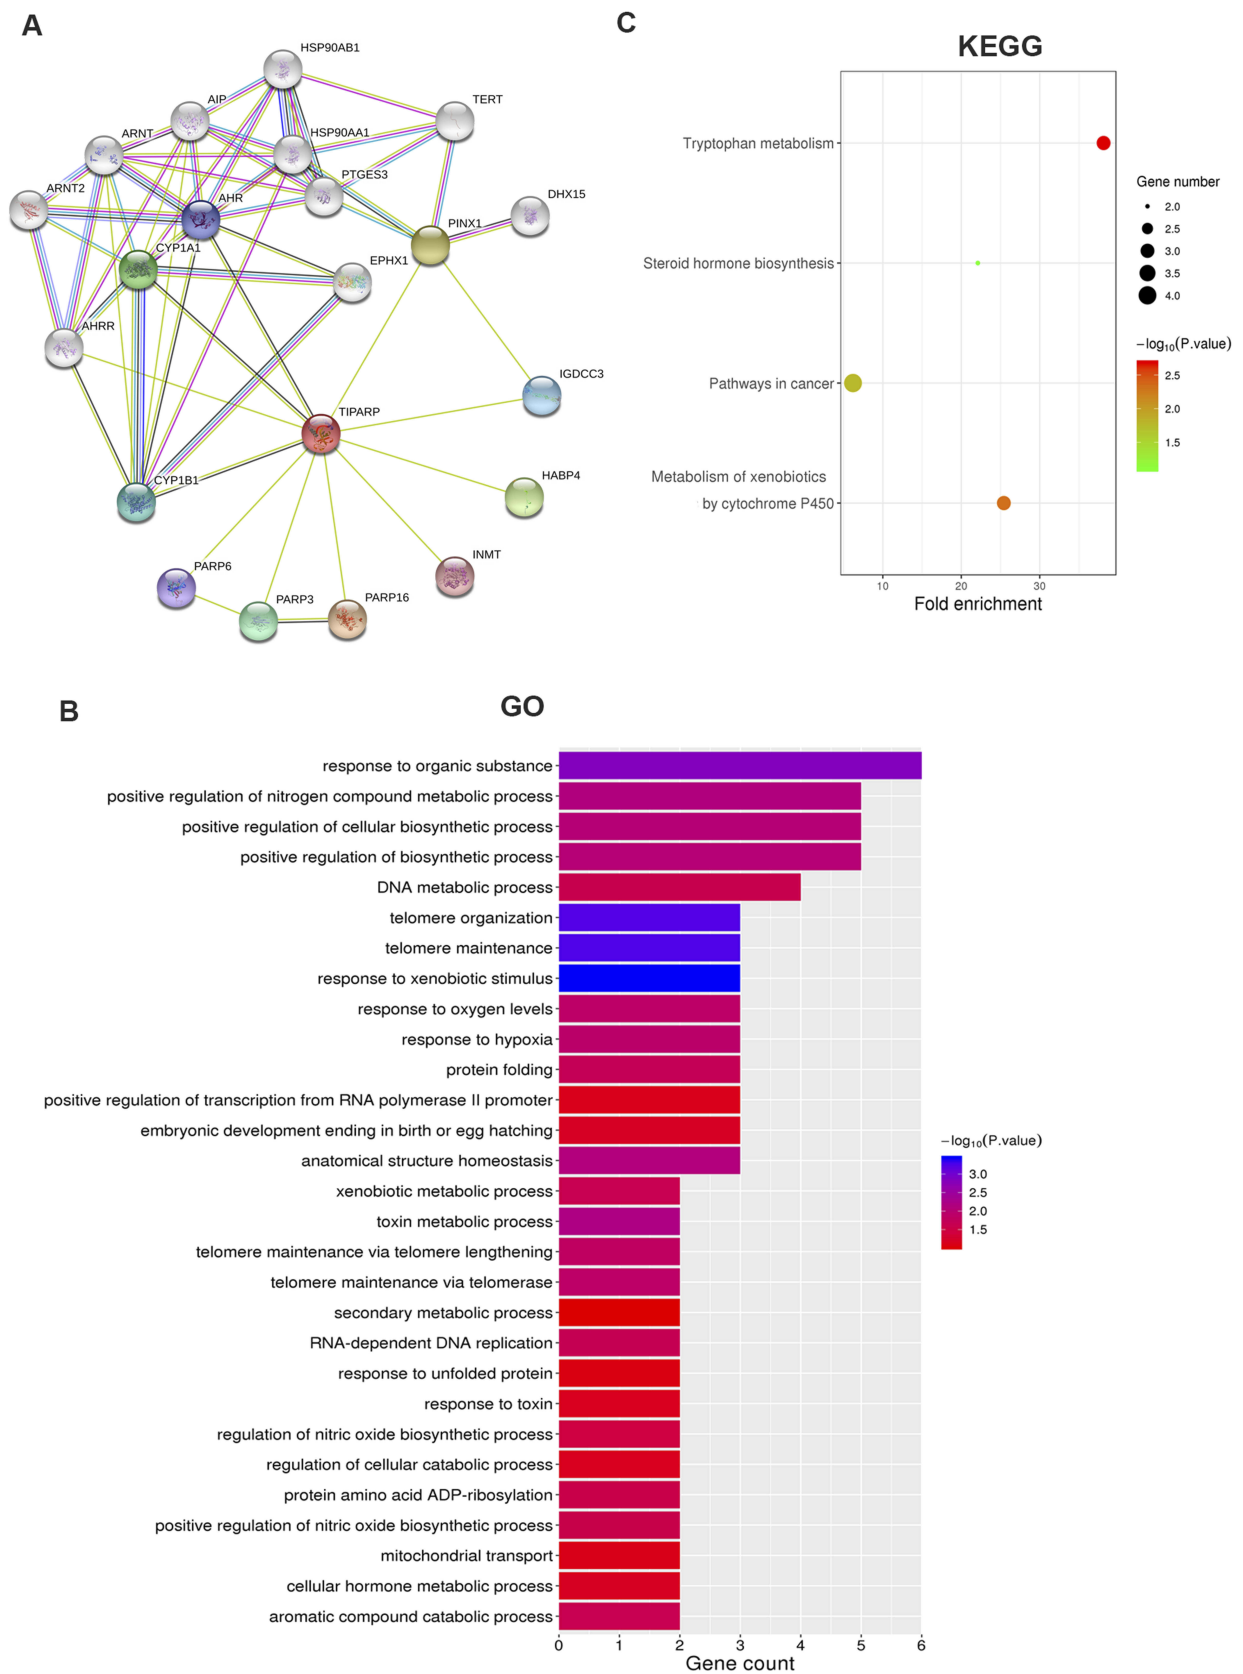 A
HSP90AB1
AIP
TERT
ARNT
HSP90AA1
PTGES3
ARNT2
AHR
DHX15
PINX1
CYP1A1
EPHX1
AHRR
IGDCC3
TIPARP
CYP1B1
HABP4
INMT
PARP6
PARP3
PARP16
C
KEGG
Tryptophan metabolism
Steroid hormone biosynthesis
Pathways in cancer
Metabolism of xenobiotics
by cytochrome P450
10
20
30
Fold enrichment
Gene number
2.0
2.5
3.0
3.5
4.0
−log₁₀(P.value)
2.5
2.0
1.5
B
GO
response to organic substance
positive regulation of nitrogen compound metabolic process
positive regulation of cellular biosynthetic process
positive regulation of biosynthetic process
DNA metabolic process
telomere organization
telomere maintenance
response to xenobiotic stimulus
response to oxygen levels
response to hypoxia
protein folding
positive regulation of transcription from RNA polymerase II promoter
embryonic development ending in birth or egg hatching
anatomical structure homeostasis
xenobiotic metabolic process
toxin metabolic process
telomere maintenance via telomere lengthening
telomere maintenance via telomerase
secondary metabolic process
RNA-dependent DNA replication
response to unfolded protein
response to toxin
regulation of nitric oxide biosynthetic process
regulation of cellular catabolic process
protein amino acid ADP-ribosylation
positive regulation of nitric oxide biosynthetic process
mitochondrial transport
cellular hormone metabolic process
aromatic compound catabolic process
0 1 2 3 4 5 6
Gene count
−log₁₀(P.value)
3.0
2.5
2.0
1.5